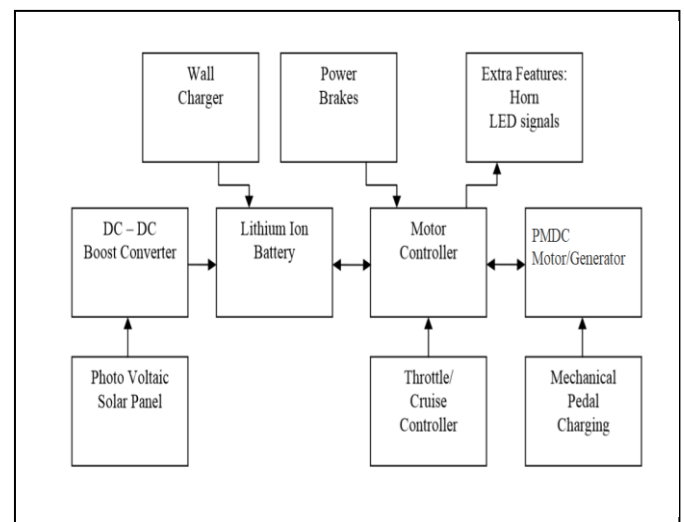 Wall
Charger
Power
Brakes
Extra Features:
Horn
LED signals
DC – DC
Boost Converter
Lithium Ion
Battery
Motor
Controller
PMDC
Motor/Generator
Photo Voltaic
Solar Panel
Throttle/
Cruise
Controller
Mechanical
Pedal
Charging